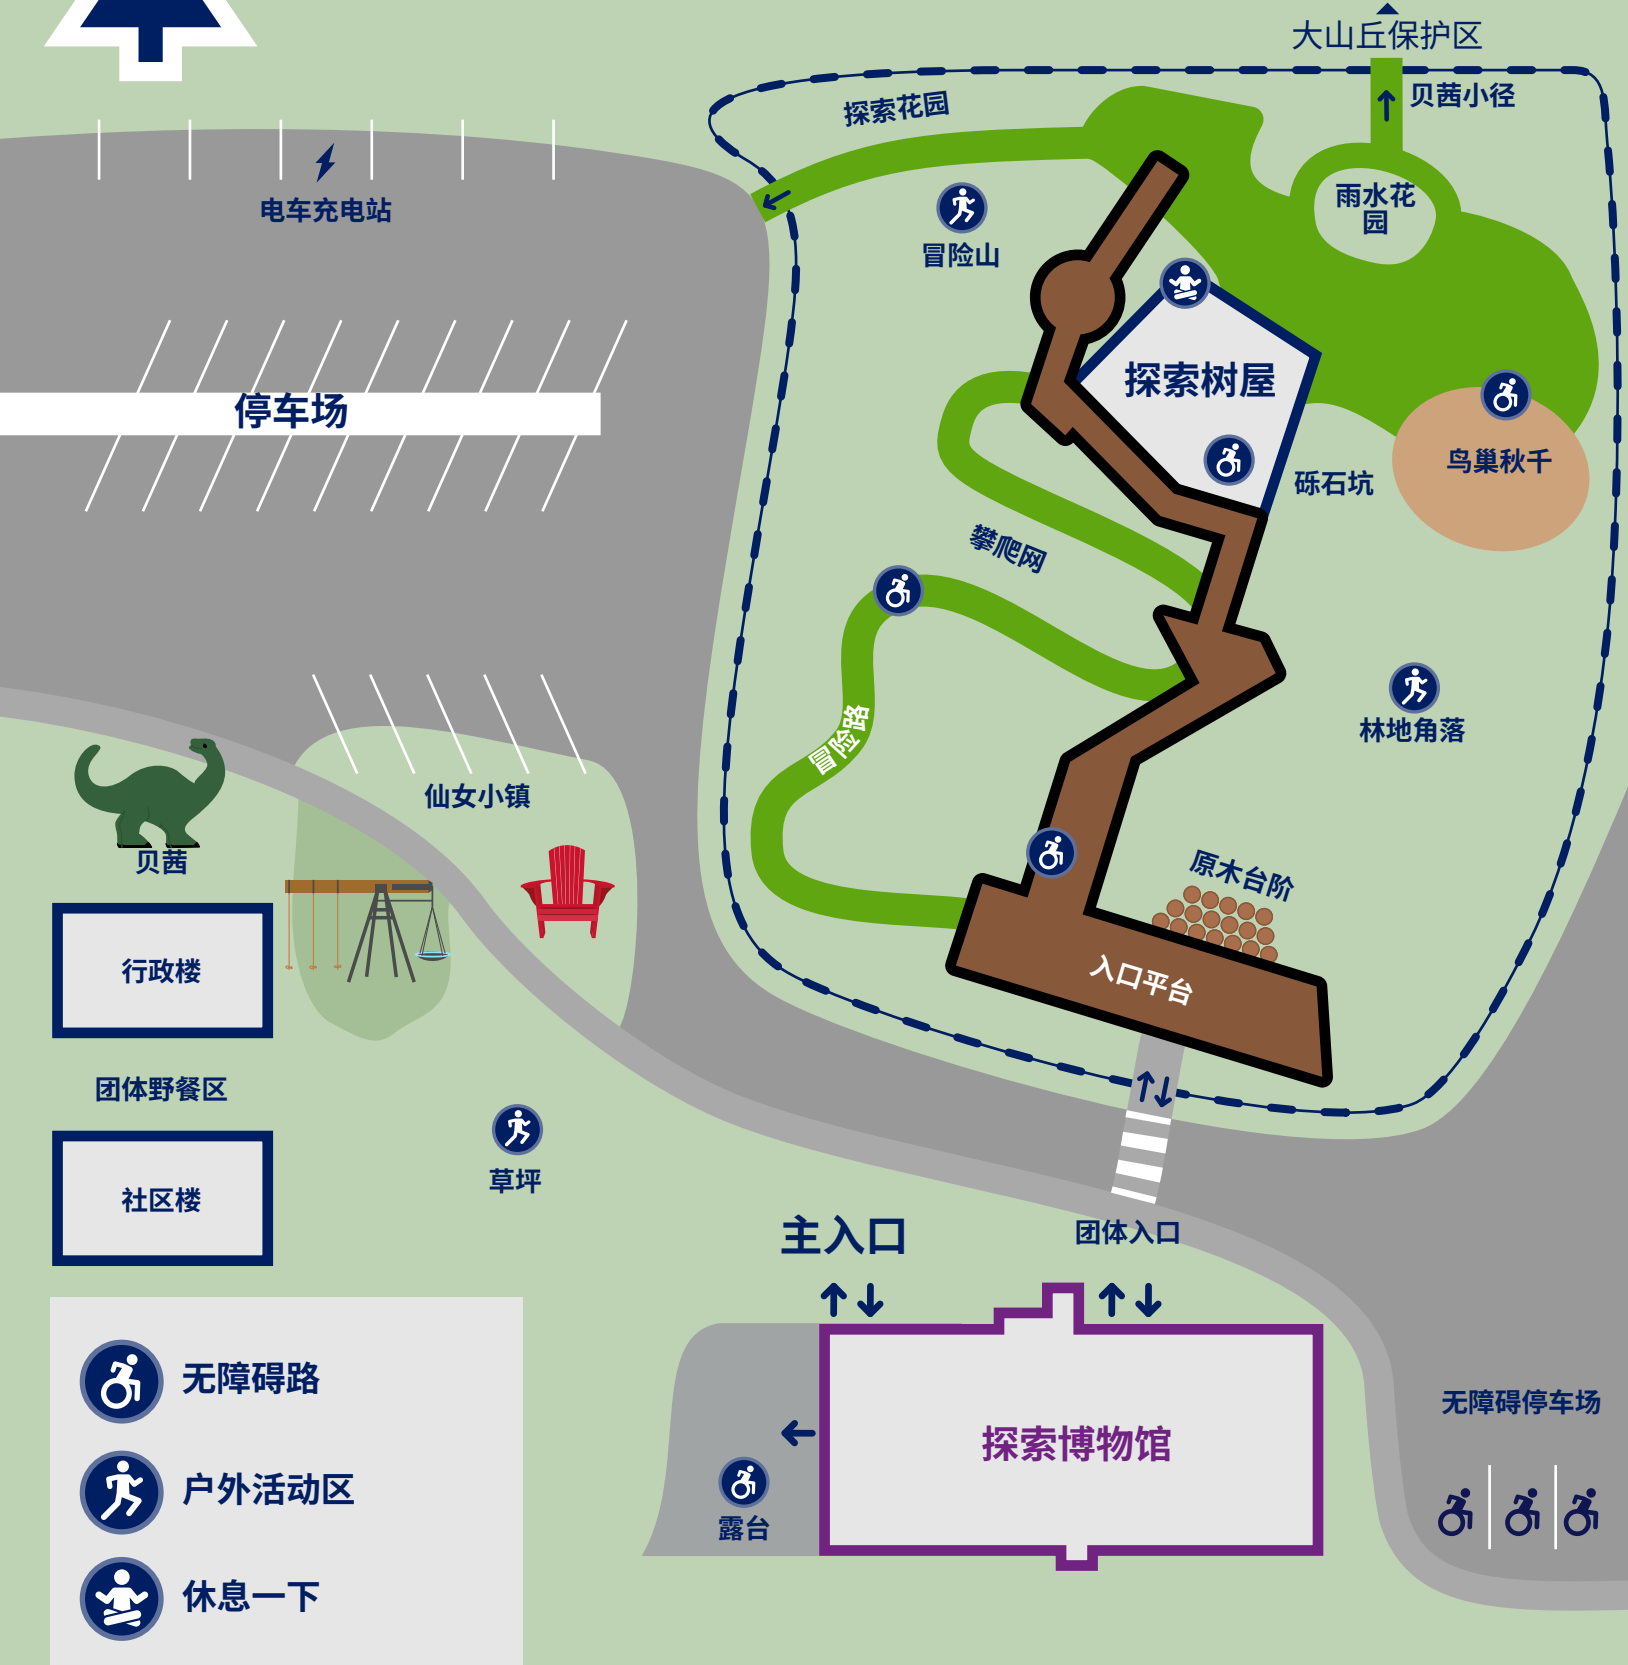 大山丘保护区
贝茜小径
探索花园
雨水花
园
电车充电站
冒险山
探索树屋
停车场
鸟巢秋千
砾石坑
攀爬网
林地角落
冒险路
仙女小镇
贝茜
原木台阶
行政楼
入口平台
团体野餐区
草坪
社区楼
主入口
团体入口
无障碍路
无障碍停车场
探索博物馆
户外活动区
露台
休息一下